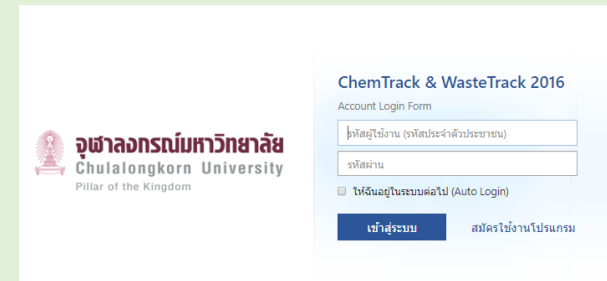 จุฬาลงกรณ์มหาวิทยาลัย
Chulalongkorn University
Pillar of the Kingdom
ChemTrack & WasteTrack 2016
Account Login Form
รหัสผู้ใช้งาน (รหัสประจำตัวประชาชน)
รหัสผ่าน
ให้ฉันอยู่ในระบบต่อไป (Auto Login)
เข้าสู่ระบบ สมัครใช้งานโปรแกรม